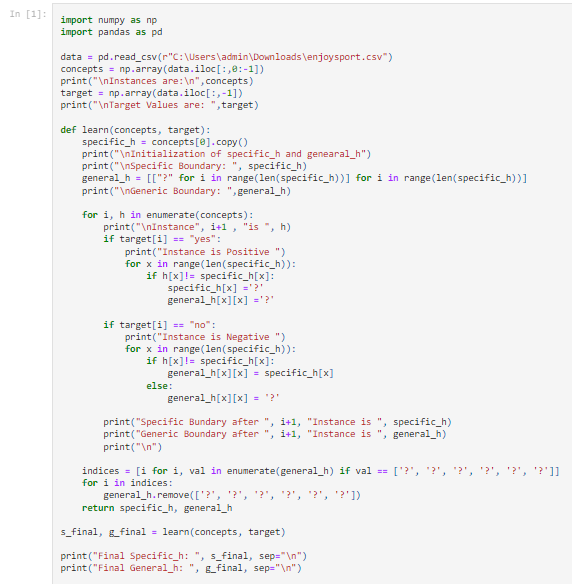 In [1]:
import numpy as np
import pandas as pd
data = pd.read_csv(r"C:\Users\admin\Downloads\enjoysport.csv")
concepts = np.array(data.iloc[:,0:-1])
print("\nInstances are:\n",concepts)
target = np.array(data.iloc[:,-1])
print("\nTarget Values are: ",target)
def learn(concepts, target):
    specific_h = concepts[0].copy()
    print("\nInitialization of specific_h and genearal_h")
    print("\nSpecific Boundary: ", specific_h)
    general_h = [["?" for i in range(len(specific_h))] for i in range(len(specific_h))]
    print("\nGeneric Boundary: ",general_h)
    for i, h in enumerate(concepts):
        print("\nInstance", i+1 , "is ", h)
        if target[i] == "yes":
            print("Instance is Positive ")
            for x in range(len(specific_h)):
                if h[x]!= specific_h[x]:
                    specific_h[x] ='?'
                    general_h[x][x] ='?'
        if target[i] == "no":
            print("Instance is Negative ")
            for x in range(len(specific_h)):
                if h[x]!= specific_h[x]:
                    general_h[x][x] = specific_h[x]
                else:
                    general_h[x][x] = '?'
        print("Specific Bundary after ", i+1, "Instance is ", specific_h)
        print("Generic Boundary after ", i+1, "Instance is ", general_h)
        print("\n")
    indices = [i for i, val in enumerate(general_h) if val == ['?', '?', '?', '?', '?', '?']]
    for i in indices:
        general_h.remove(['?', '?', '?', '?', '?', '?'])
    return specific_h, general_h
s_final, g_final = learn(concepts, target)
print("Final Specific_h: ", s_final, sep="\n")
print("Final General_h: ", g_final, sep="\n")